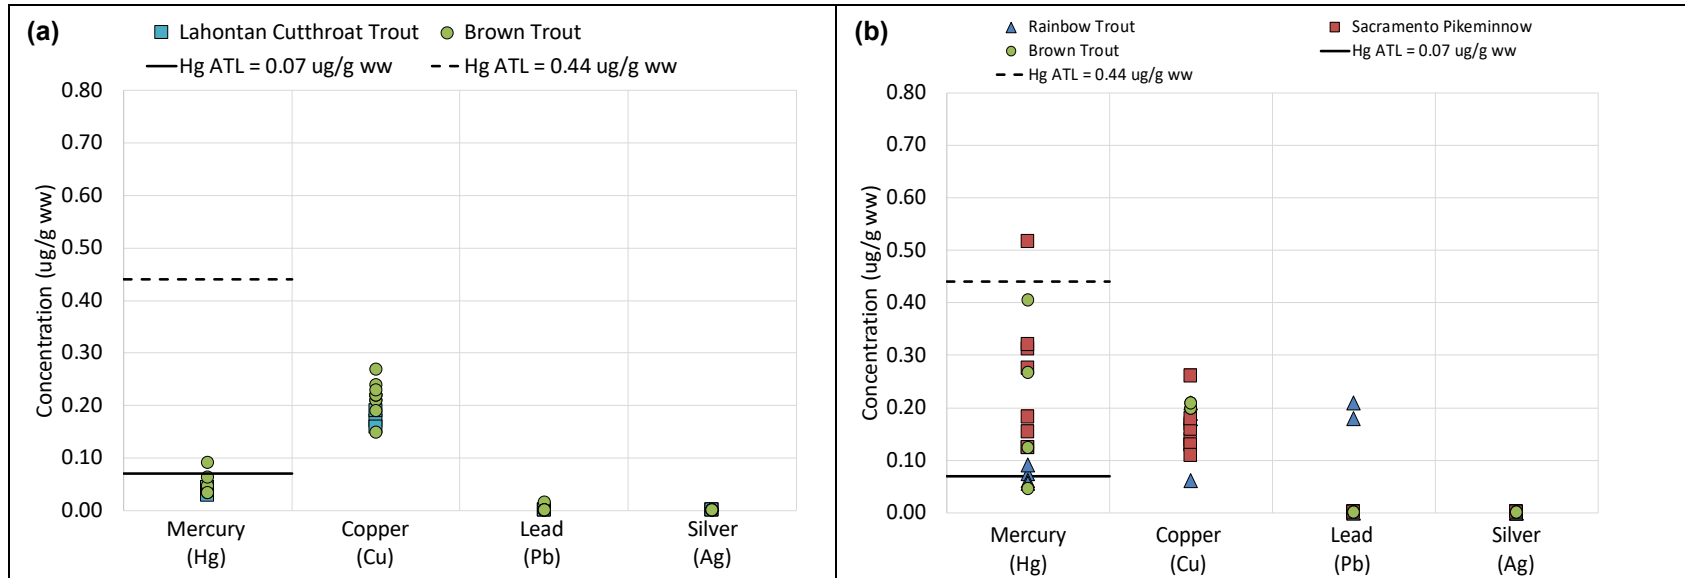 (a)
Lahontan Cutthroat Trout Brown Trout
Hg ATL = 0.07 ug/g ww Hg ATL = 0.44 ug/g ww
Concentration (ug/g ww)
0.80
0.70
0.60
0.50
0.40
0.30
0.20
0.10
0.00
Mercury Copper Lead Silver
(Hg) (Cu) (Pb) (Ag)
(b)
Rainbow Trout Sacramento Pikeminnow
Brown Trout Hg ATL = 0.07 ug/g ww
Hg ATL = 0.44 ug/g ww
Concentration (ug/g ww)
0.80
0.70
0.60
0.50
0.40
0.30
0.20
0.10
0.00
Mercury Copper Lead Silver
(Hg) (Cu) (Pb) (Ag)